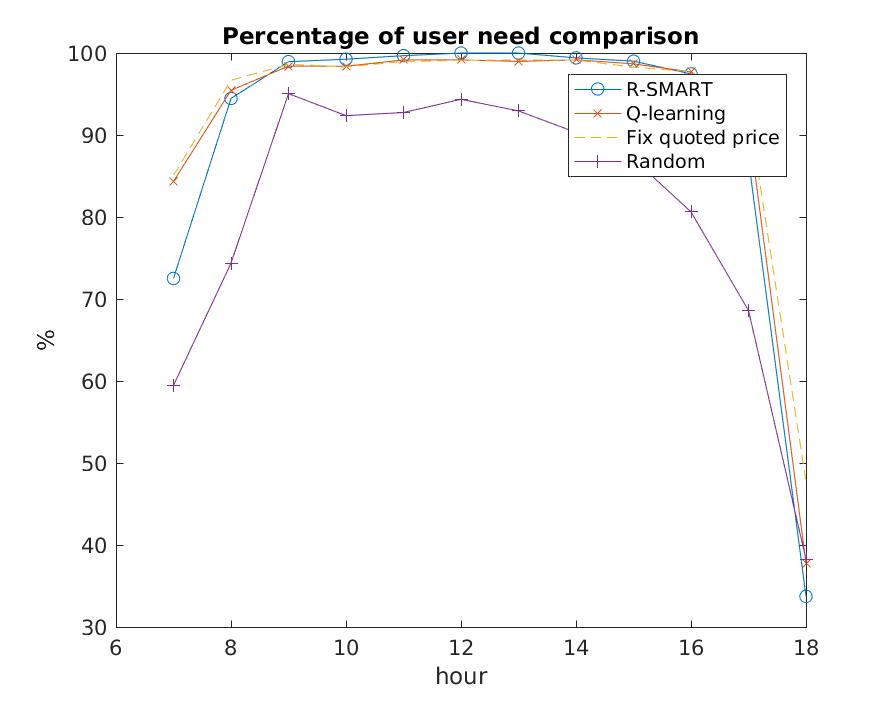 Percentage of user need comparison
100
90
80
70
60
50
40
30
%
R-SMART
Q-learning
Fix quoted price
Random
6 8 10 12 14 16 18
hour